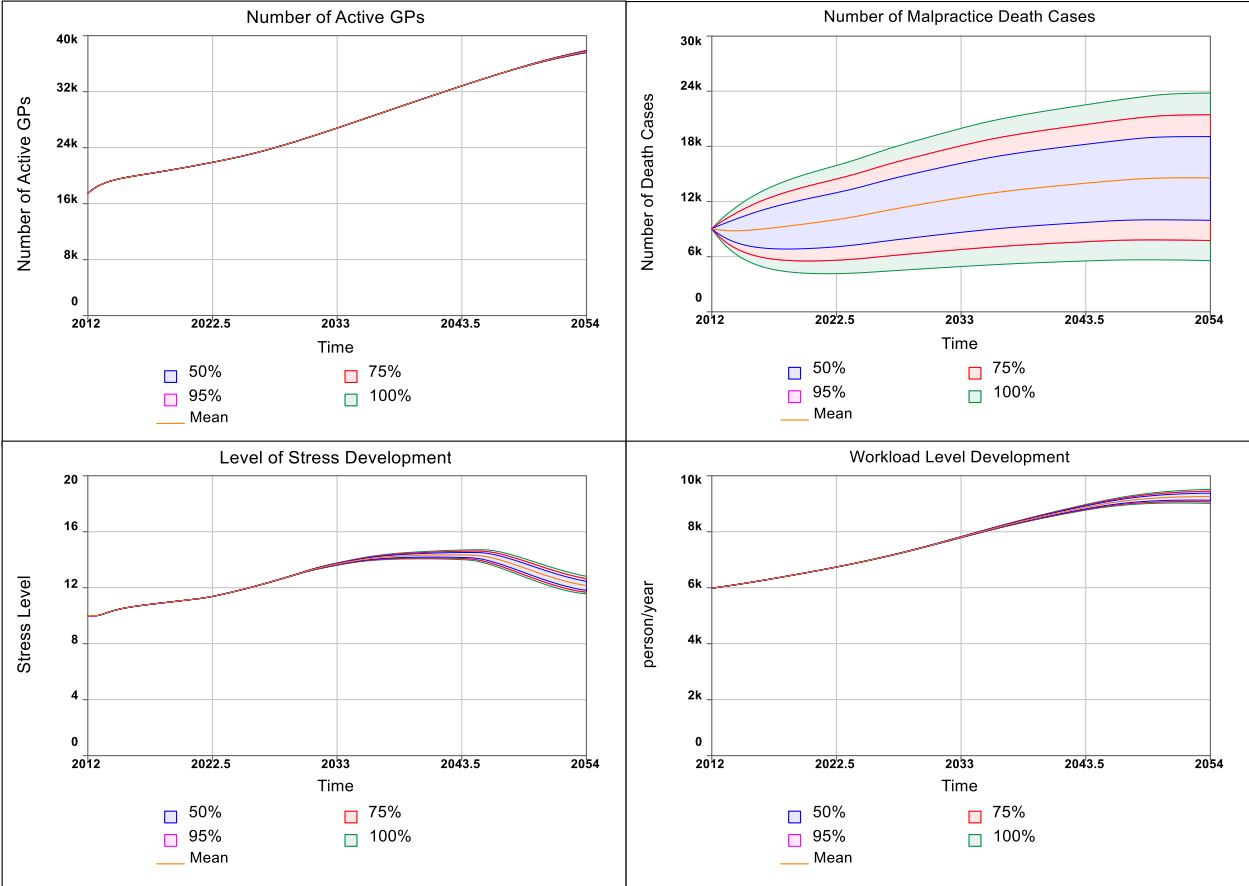 Number of Active GPs
Number of Active GPs
40k
32k
24k
16k
8k
0
2012 2022.5 2033 2043.5 2054
Time
50% 75%
95% 100%
Mean
Number of Malpractice Death Cases
Number of Death Cases
30k
24k
18k
12k
6k
0
2012 2022.5 2033 2043.5 2054
Time
50% 75%
95% 100%
Mean
Level of Stress Development
Stress Level
20
16
12
8
4
0
2012 2022.5 2033 2043.5 2054
Time
50% 75%
95% 100%
Mean
Workload Level Development
person/year
10k
8k
6k
4k
2k
0
2012 2022.5 2033 2043.5 2054
Time
50% 75%
95% 100%
Mean